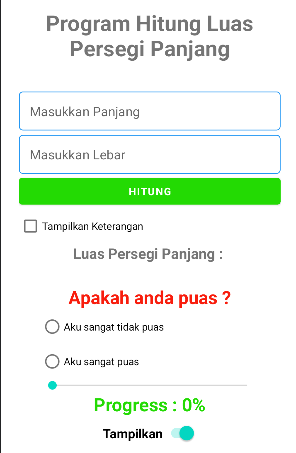 Program Hitung Luas
Persegi Panjang
Masukkan Panjang
Masukkan Lebar
HITUNG
Tampilkan Keterangan
Luas Persegi Panjang :
Apakah anda puas ?
Aku sangat tidak puas
Aku sangat puas
Progress : 0%
Tampilkan